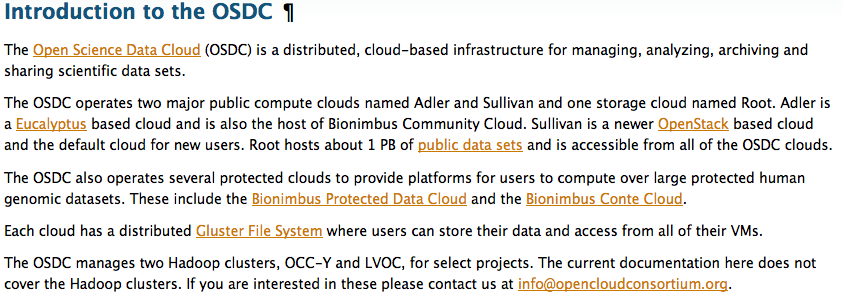 Introduction to the OSDC ¶
The Open Science Data Cloud (OSDC) is a distributed, cloud-based infrastructure for managing, analyzing, archiving and
sharing scientific data sets.
The OSDC operates two major public compute clouds named Adler and Sullivan and one storage cloud named Root. Adler is
a Eucalyptus based cloud and is also the host of Bionimbus Community Cloud. Sullivan is a newer OpenStack based cloud
and the default cloud for new users. Root hosts about 1 PB of public data sets and is accessible from all of the OSDC clouds.
The OSDC also operates several protected clouds to provide platforms for users to compute over large protected human
genomic datasets. These include the Bionimbus Protected Data Cloud and the Bionimbus Conte Cloud.
Each cloud has a distributed Gluster File System where users can store their data and access from all of their VMs.
The OSDC manages two Hadoop clusters, OCC-Y and LVOC, for select projects. The current documentation here does not
cover the Hadoop clusters. If you are interested in these please contact us at info@opencloudconsortium.org.